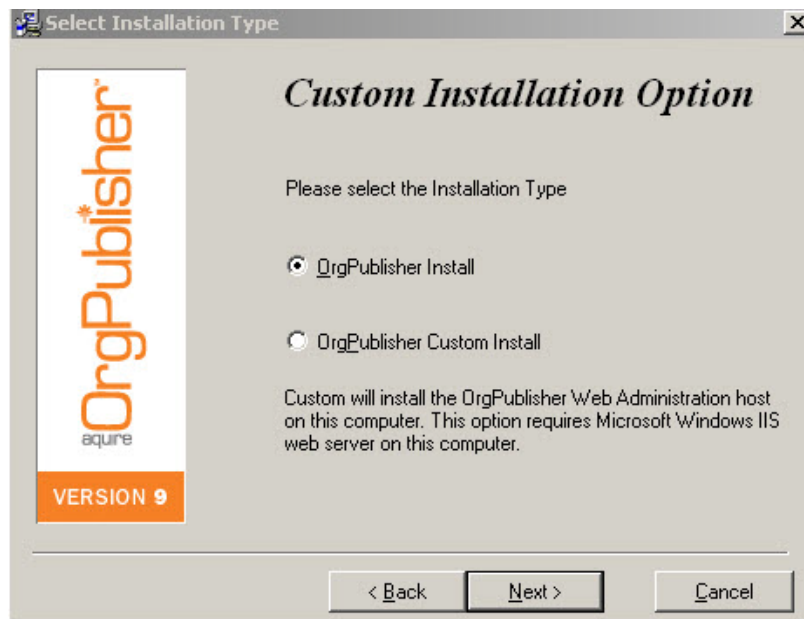 Select Installation Type
Custom Installation Option
OrgPublisher
aquire
VERSION 9
Please select the Installation Type
OrgPublisher Install
OrgPublisher Custom Install
Custom will install the OrgPublisher Web Administration host
on this computer. This option requires Microsoft Windows IIS
web server on this computer.
< Back
Next >
Cancel